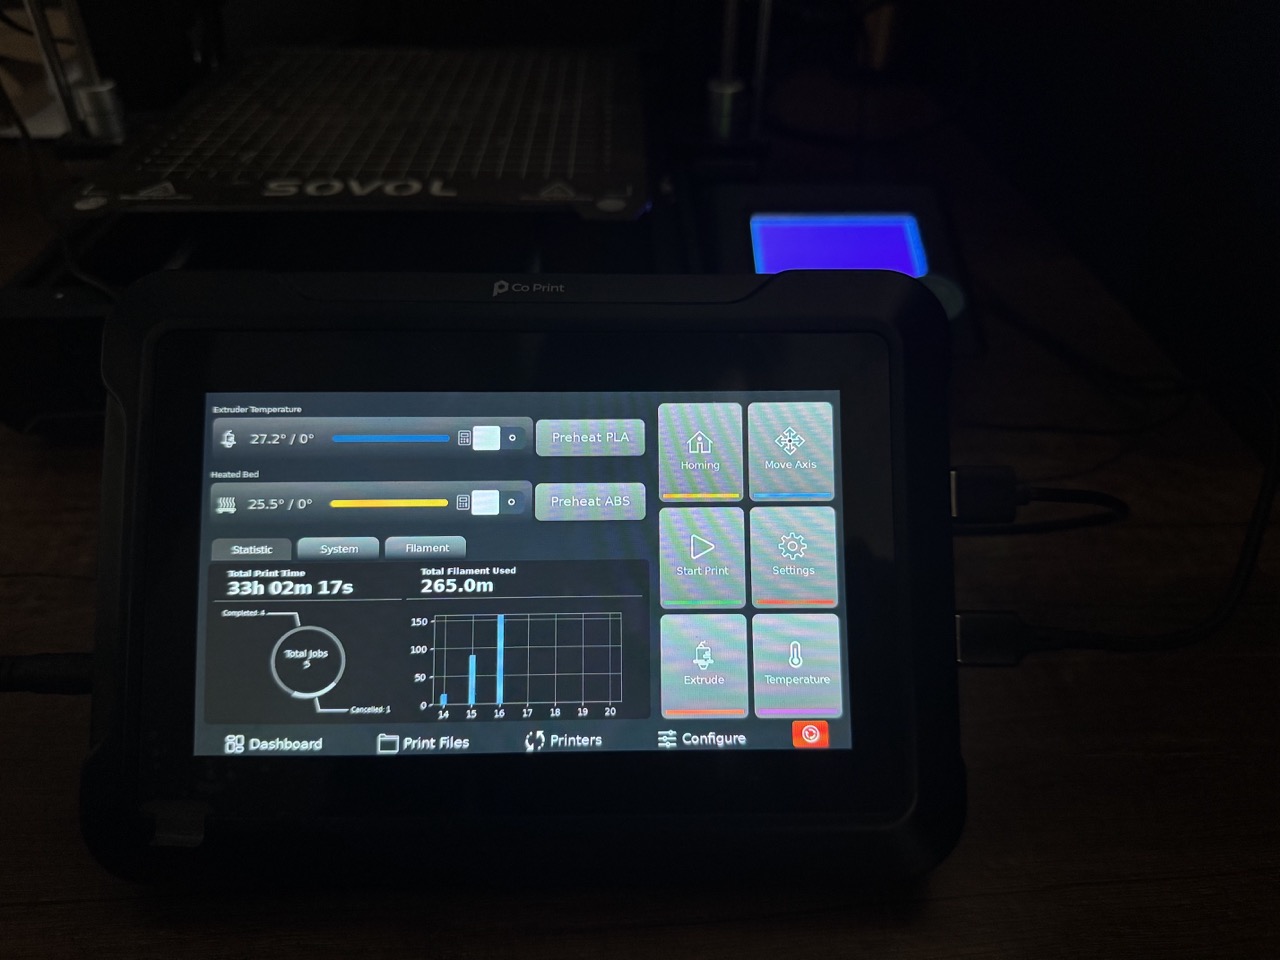 SOVOL
Co Print
Extruder Temperature
27.2° / 0°
Preheat PLA
Heated Bed
25.5° / 0°
Preheat ABS
Statistic
System
Filament
Total Print Time
33h 02m 17s
Total Filament Used
265.0m
Completed: 4
Total Jobs
5
Cancelled: 1
150
100
50
0
14 15 16 17 18 19 20
Homing
Move Axis
Start Print
Settings
Extrude
Temperature
Dashboard
Print Files
Printers
Configure